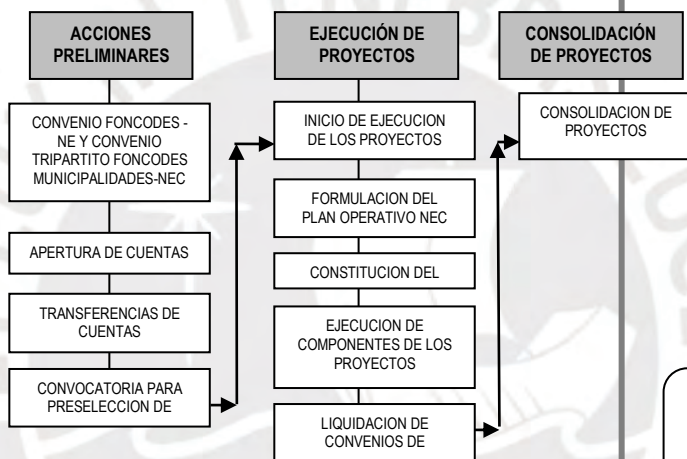 ACCIONES
PRELIMINARES
CONVENIO FONCODES -
NE Y CONVENIO
TRIPARTITO FONCODES
MUNICIPALIDADES-NEC
APERTURA DE CUENTAS
TRANSFERENCIAS DE
CUENTAS
CONVOCATORIA PARA
PRESELECCION DE
EJECUCIÓN DE
PROYECTOS
INICIO DE EJECUCION
DE LOS PROYECTOS
FORMULACION DEL
PLAN OPERATIVO NEC
CONSTITUCION DEL
EJECUCION DE
COMPONENTES DE LOS
PROYECTOS
LIQUIDACION DE
CONVENIOS DE
CONSOLIDACIÓN
DE PROYECTOS
CONSOLIDACION DE
PROYECTOS